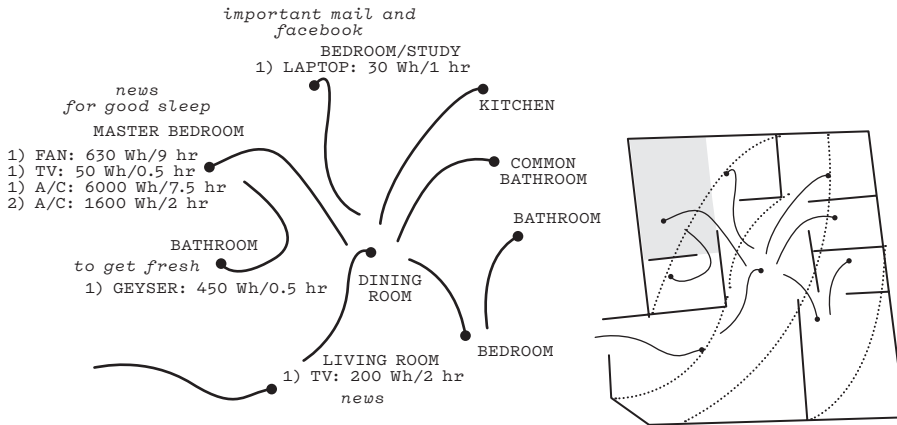 important mail and
facebook
BEDROOM/STUDY
1) LAPTOP: 30 Wh/1 hr
news
for good sleep
MASTER BEDROOM
1) FAN: 630 Wh/9 hr
1) TV: 50 Wh/0.5 hr
1) A/C: 6000 Wh/7.5 hr
2) A/C: 1600 Wh/2 hr
KITCHEN
COMMON
BATHROOM
BATHROOM
BATHROOM
to get fresh
1) GEYSER: 450 Wh/0.5 hr
DINING
ROOM
BEDROOM
LIVING ROOM
1) TV: 200 Wh/2 hr
news